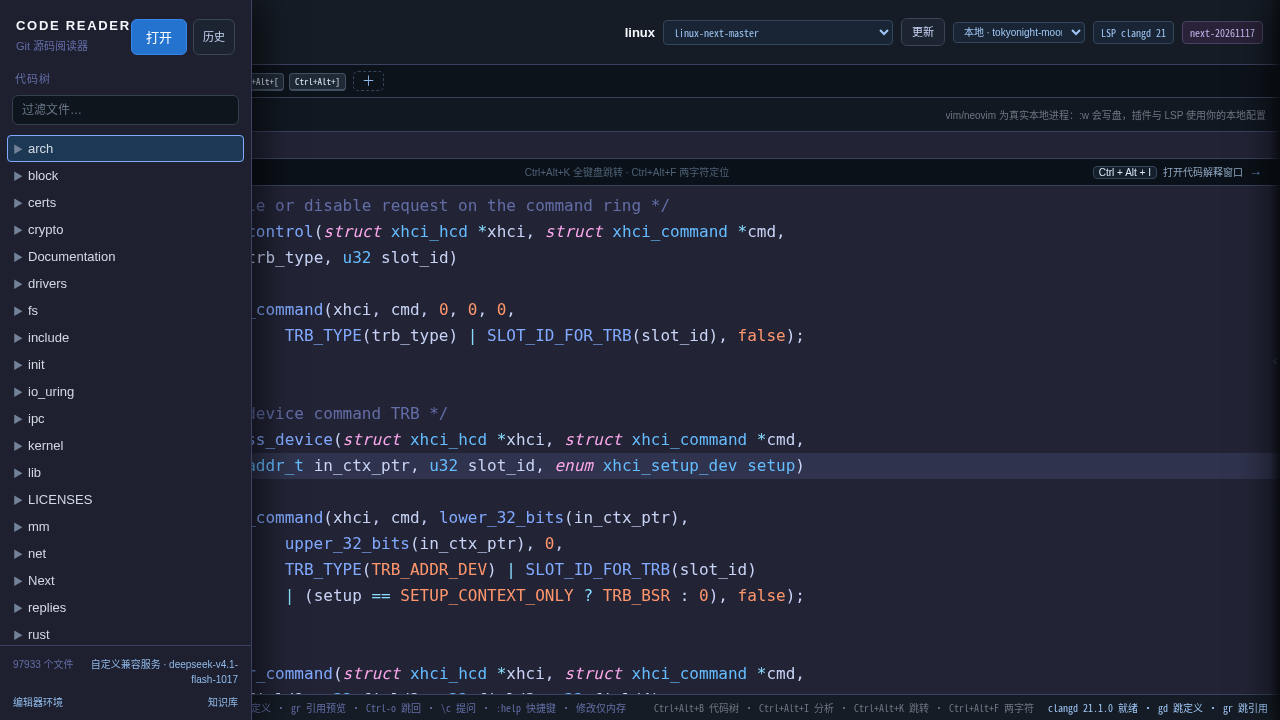 CODE READER
Git 源码阅读器
打开
历史
代码树
过滤文件…
arch
block
certs
crypto
Documentation
drivers
fs
include
init
io_uring
ipc
kernel
lib
LICENSES
mm
net
Next
replies
rust
97933 个文件
自定义兼容服务 · deepseek-v4.1-
flash-1017
编辑器环境
知识库
linux
linux-next-master
更新
本地 · tokyonight-moon
LSP clangd 21
next-20261117
+Alt+[
Ctrl+Alt+]
+
vim/neovim 为真实本地进程：:w 会写盘，插件与 LSP 使用你的本地配置
Ctrl+Alt+K 全键盘跳转 · Ctrl+Alt+F 两字符定位
Ctrl + Alt + I 打开代码解释窗口 →
le or disable request on the command ring */
control(struct xhci_hcd *xhci, struct xhci_command *cmd,
trb_type, u32 slot_id)
_command(xhci, cmd, 0, 0, 0,
TRB_TYPE(trb_type) | SLOT_ID_FOR_TRB(slot_id), false);
device command TRB */
ss_device(struct xhci_hcd *xhci, struct xhci_command *cmd,
addr_t in_ctx_ptr, u32 slot_id, enum xhci_setup_dev setup)
_command(xhci, cmd, lower_32_bits(in_ctx_ptr),
upper_32_bits(in_ctx_ptr), 0,
TRB_TYPE(TRB_ADDR_DEV) | SLOT_ID_FOR_TRB(slot_id)
| (setup == SETUP_CONTEXT_ONLY ? TRB_BSR : 0), false);
r_command(struct xhci_hcd *xhci, struct xhci_command *cmd,
定义 · gr 引用预览 · Ctrl-o 跳回 · \c 提问 · :help 快捷键 · 修改仅内存
Ctrl+Alt+B 代码树 · Ctrl+Alt+I 分析 · Ctrl+Alt+K 跳转 · Ctrl+Alt+F 两字符
clangd 21.1.0 就绪 · gd 跳定义 · gr 跳引用